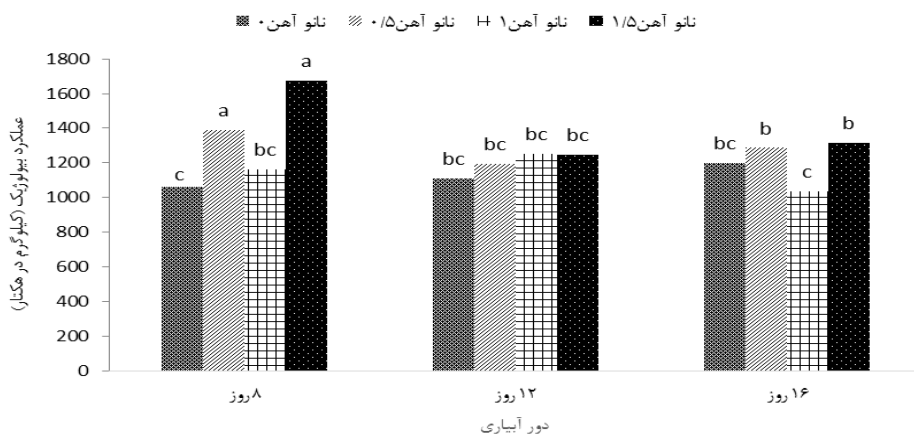 نانو آهن۰ نانو آهن۰/۵ نانو آهن۱ نانو آهن۱/۵
عملکرد بیولوژیک (کیلوگرم در هکتار)
1800
1600
1400
1200
1000
800
600
400
200
0
c a bc a
bc bc bc bc
bc b c b
۸روز ۱۲روز ۱۶روز
دور آبیاری